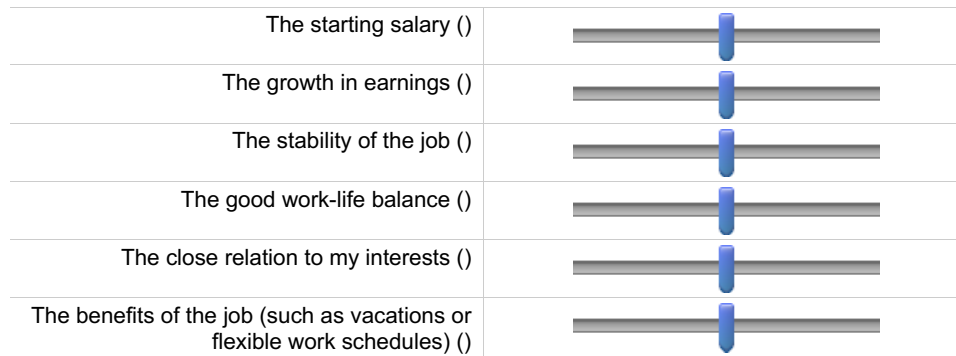 The starting salary ()
The growth in earnings ()
The stability of the job ()
The good work-life balance ()
The close relation to my interests ()
The benefits of the job (such as vacations or
flexible work schedules) ()